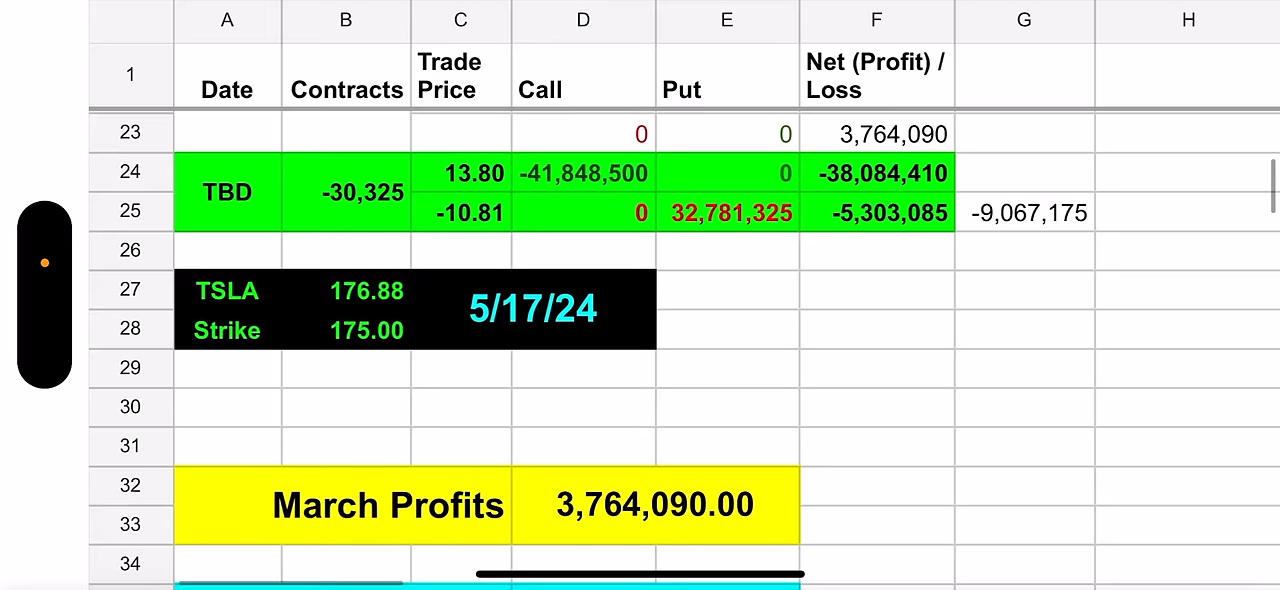 A B C D E F G H
1 Date Contracts Trade Price Call Put Net (Profit) / Loss
23 0 0 3,764,090
24 13.80 -41,848,500 0 -38,084,410
TBD -30,325
25 -10.81 0 32,781,325 -5,303,085 -9,067,175
26
27 TSLA 176.88
5/17/24
28 Strike 175.00
29
30
31
32
March Profits 3,764,090.00
33
34